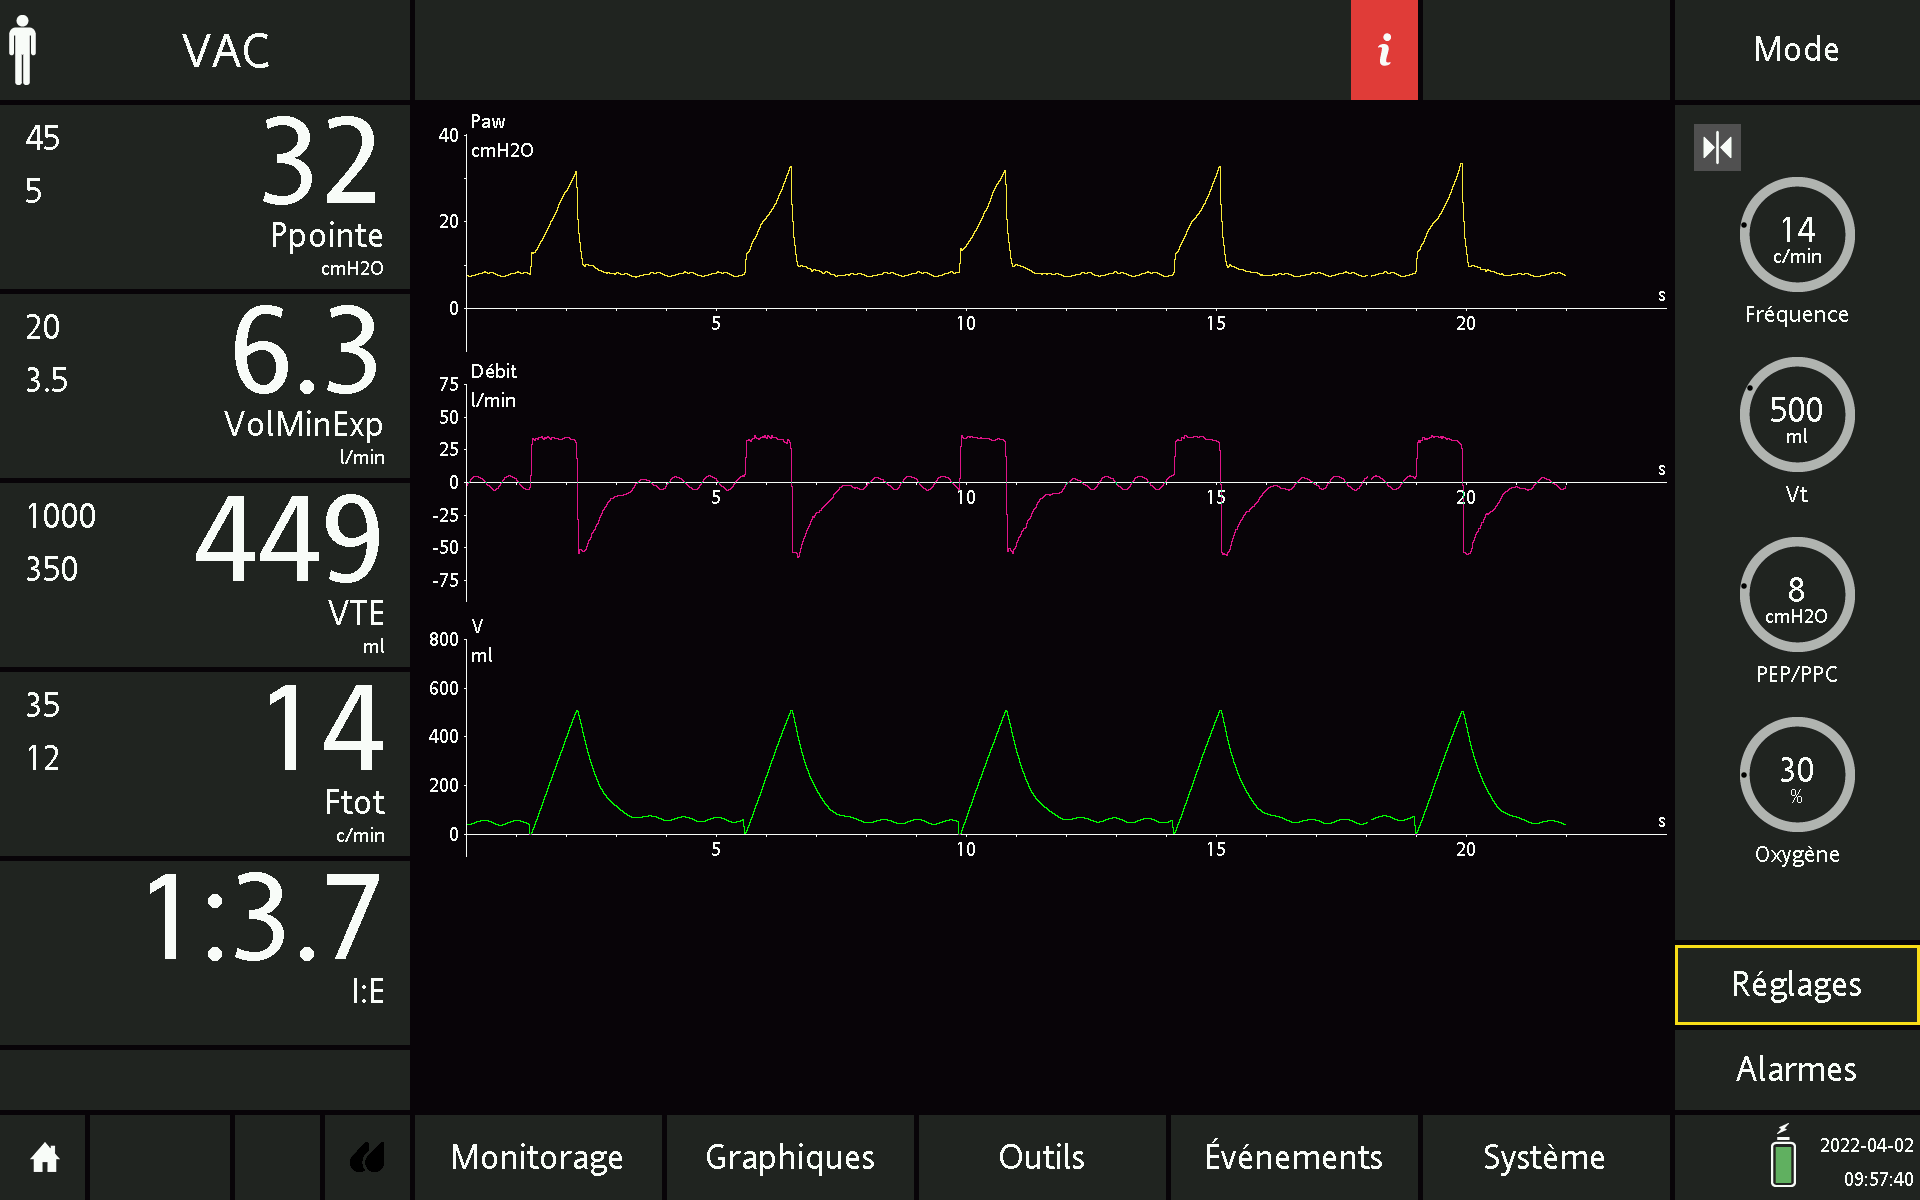 VAC
i
Mode
45
5
32
Ppointe
cmH2O
20
3.5
6.3
VolMinExp
l/min
1000
350
449
VTE
ml
35
12
14
Ftot
c/min
1:3.7
I:E
Paw
cmH2O
40
20
0
s
5 10 15 20
Débit
l/min
75
50
25
0
-25
-50
-75
s
5 10 15 20
V
ml
800
600
400
200
0
s
5 10 15 20
14
c/min
Fréquence
500
ml
Vt
8
cmH2O
PEP/PPC
30
%
Oxygène
Réglages
Alarmes
Monitorage
Graphiques
Outils
Événements
Système
2022-04-02
09:57:40